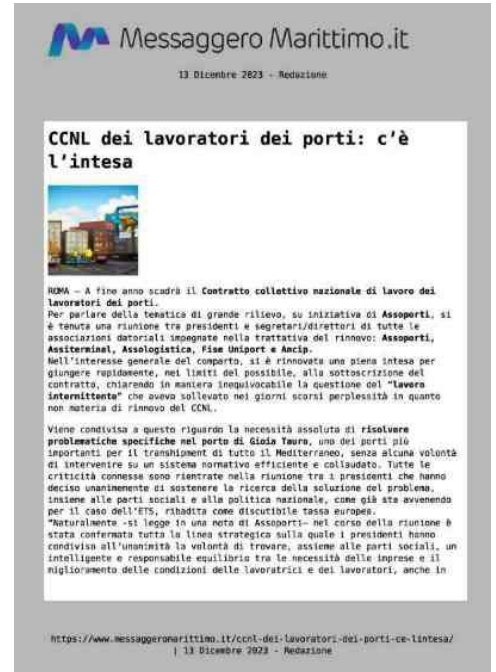 Messaggero Marittimo.it
13 Dicembre 2023 - Redazione
CCNL dei lavoratori dei porti: c'è
l'intesa
ROMA – A fine anno scadrà il Contratto collettivo nazionale di lavoro dei
lavoratori dei porti.
Per parlare della tematica di grande rilievo, su iniziativa di Assoporti, si
è tenuta una riunione tra presidenti e segretari/direttori di tutte le
associazioni datoriali impegnate nella trattativa del rinnovo: Assoporti,
Assiterminal, Assologistica, Fise Uniport e Ancip.
Nell'interesse generale del comparto, si è rinnovata una piena intesa per
giungere rapidamente, nei limiti del possibile, alla sottoscrizione del
contratto, chiarendo in maniera inequivocabile la questione del "lavoro
intermittente" che aveva sollevato nei giorni scorsi perplessità in quanto
non materia di rinnovo del CCNL.
Viene condivisa a questo riguardo la necessità assoluta di risolvere
problematiche specifiche nel porto di Gioia Tauro, uno dei porti più
importanti per il transhipment di tutto il Mediterraneo, senza alcuna volontà
di intervenire su un sistema normativo efficiente e collaudato. Tutte le
criticità connesse sono rientrate nella riunione tra i presidenti che hanno
deciso unanimemente di sostenere la ricerca della soluzione del problema,
insieme alle parti sociali e alla politica nazionale, come già sta avvenendo
per il caso dell'ETS, ribadita come discutibile tassa europea.
"Naturalmente -si legge in una nota di Assoporti– nel corso della riunione è
stata confermata tutta la linea strategica sulla quale i presidenti hanno
condiviso all'unanimità la volontà di trovare, assieme alle parti sociali, un
intelligente e responsabile equilibrio tra le necessità delle imprese e il
miglioramento delle condizioni delle lavoratrici e dei lavoratori, anche in
https://www.messaggeromarittimo.it/ccnl-dei-lavoratori-dei-porti-ce-lintesa/
| 13 Dicembre 2023 - Redazione